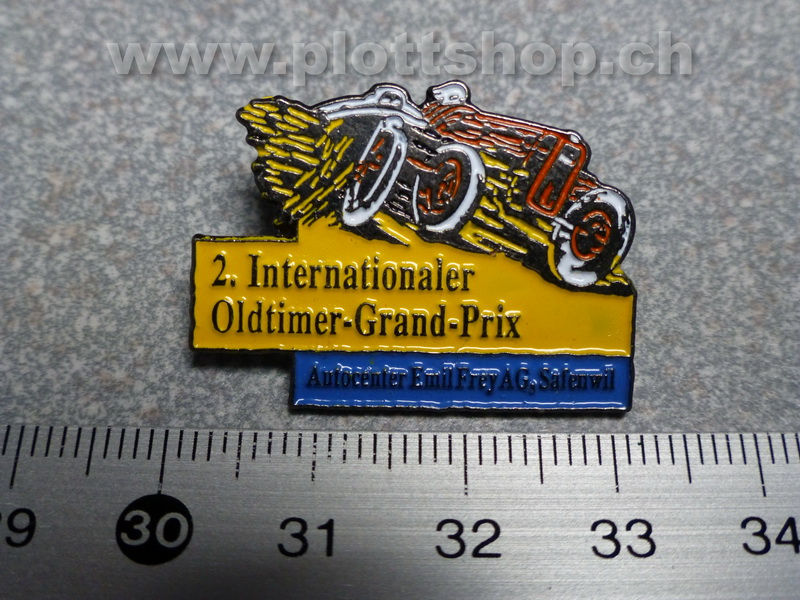 www.plottshop.ch
2. Internationaler
Oldtimer-Grand-Prix
Autocenter Emil Frey AG, Safenwil
29 30 31 32 33 34